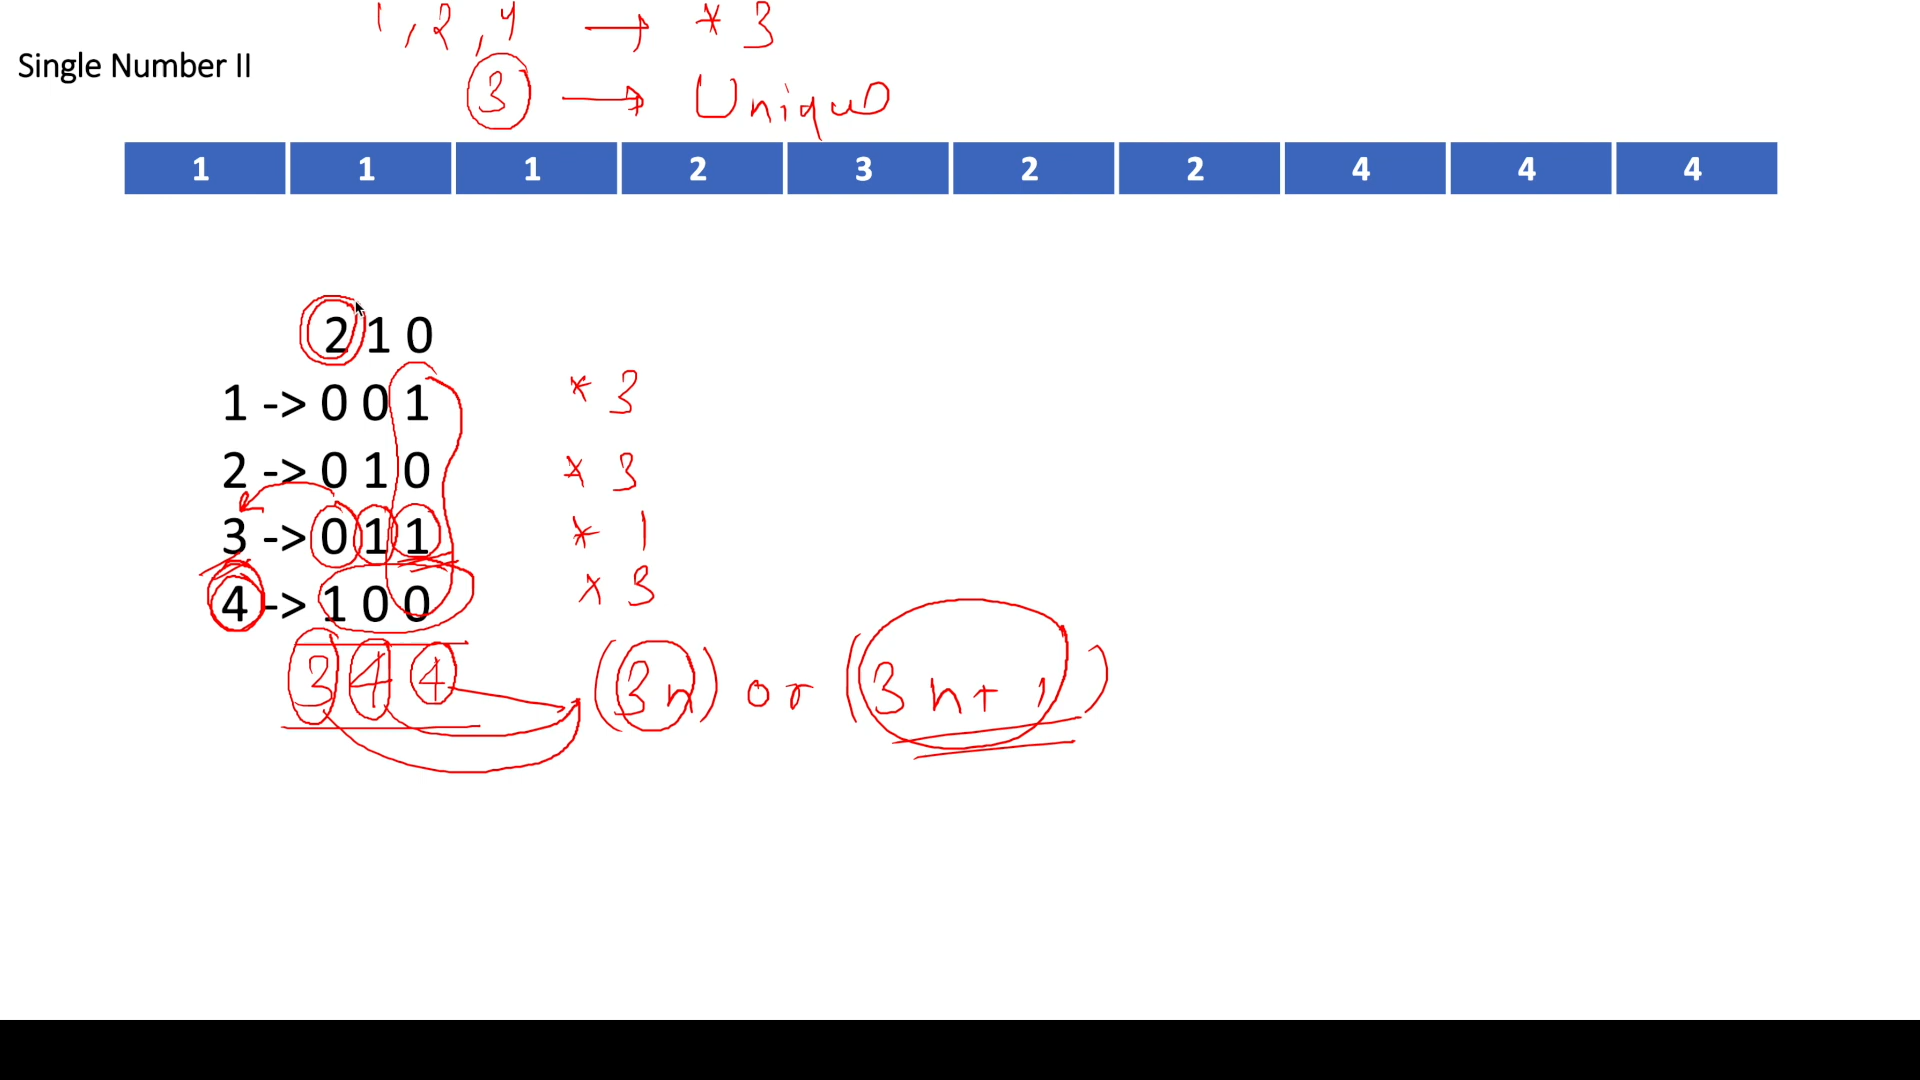 1, 2, 4 → * 3
Single Number II
3 → Unique
1 1 1 2 3 2 2 4 4 4
2 1 0
1 -> 0 0 1 * 3
2 -> 0 1 0 * 3
3 -> 0 1 1 * 1
4 -> 1 0 0 * 3
3 4 4 (3n) or (3n+1)